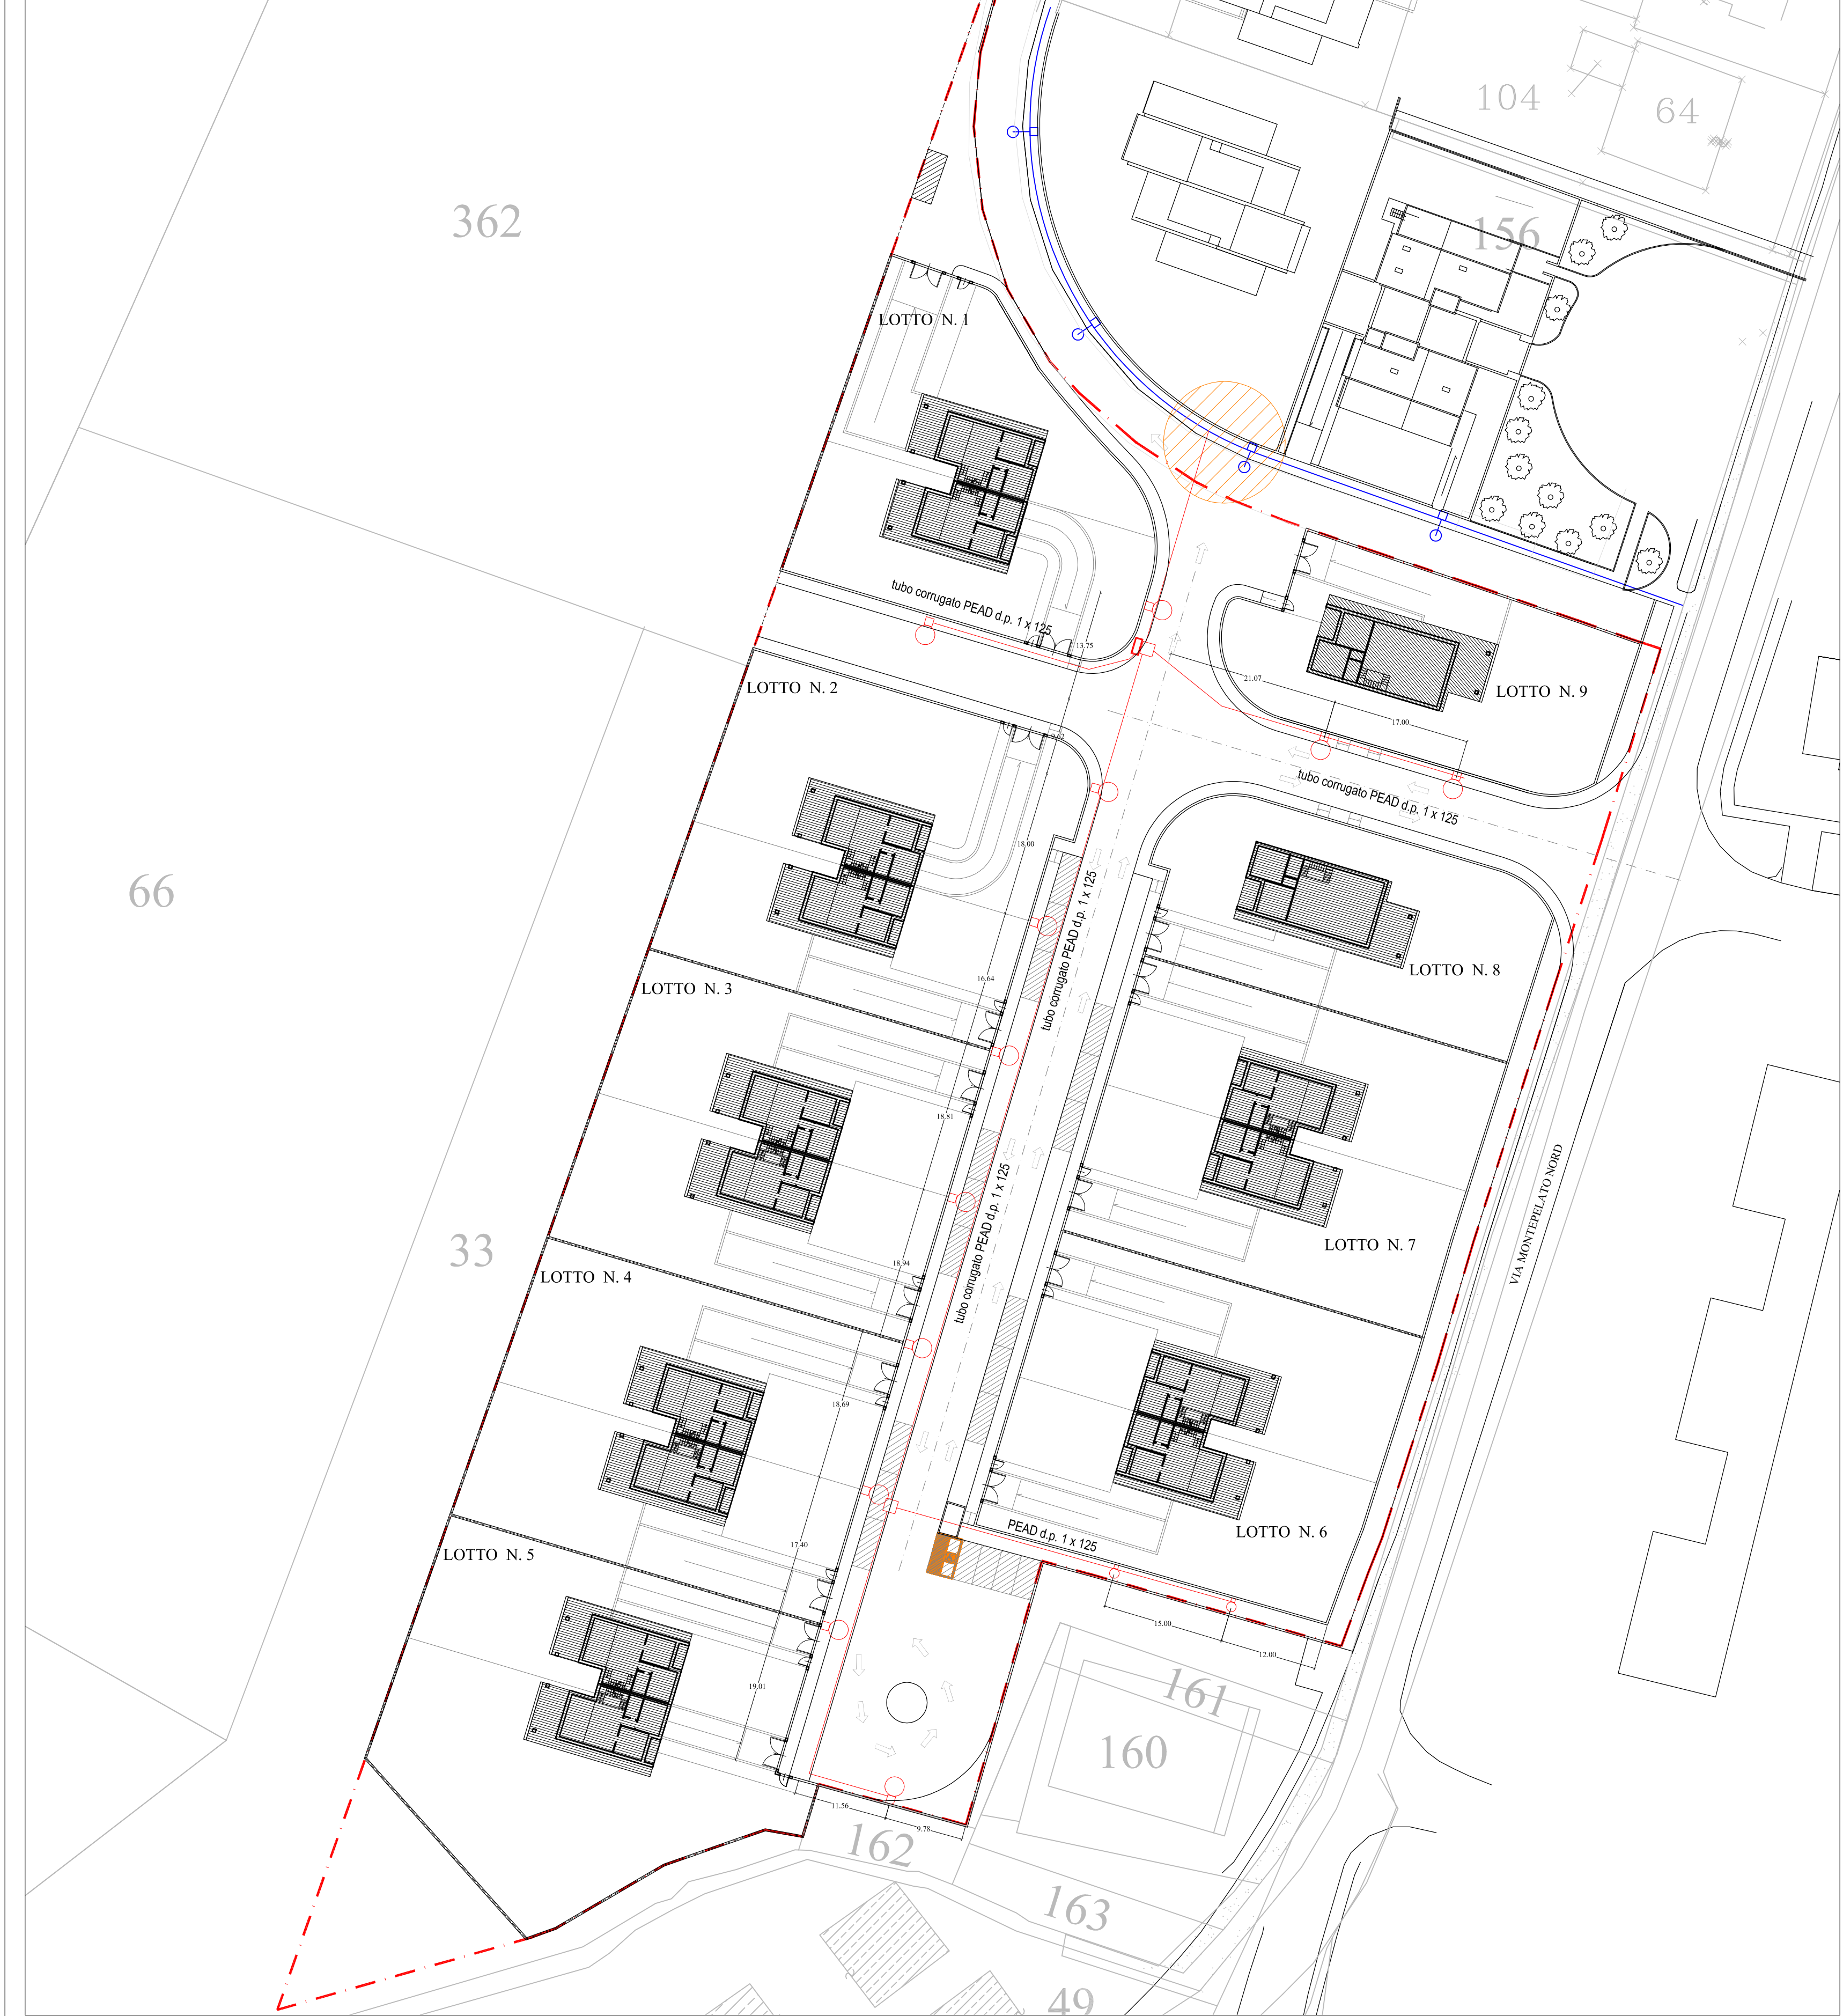 104
64
362
156
LOTTO N. 1
tubo corrugato PEAD d.p. 1 x 125
13.75
LOTTO N. 2
21.07
LOTTO N. 9
17.00
tubo corrugato PEAD d.p. 1 x 125
18.00
66
tubo corrugato PEAD d.p. 1 x 125
LOTTO N. 8
16.64
LOTTO N. 3
18.81
tubo corrugato PEAD d.p. 1 x 125
VIA MONTEPELATO NORD
33
LOTTO N. 7
18.94
LOTTO N. 4
18.69
LOTTO N. 6
PEAD d.p. 1 x 125
17.40
LOTTO N. 5
15.00
12.00
19.01
161
160
11.56
9.78
162
163
49